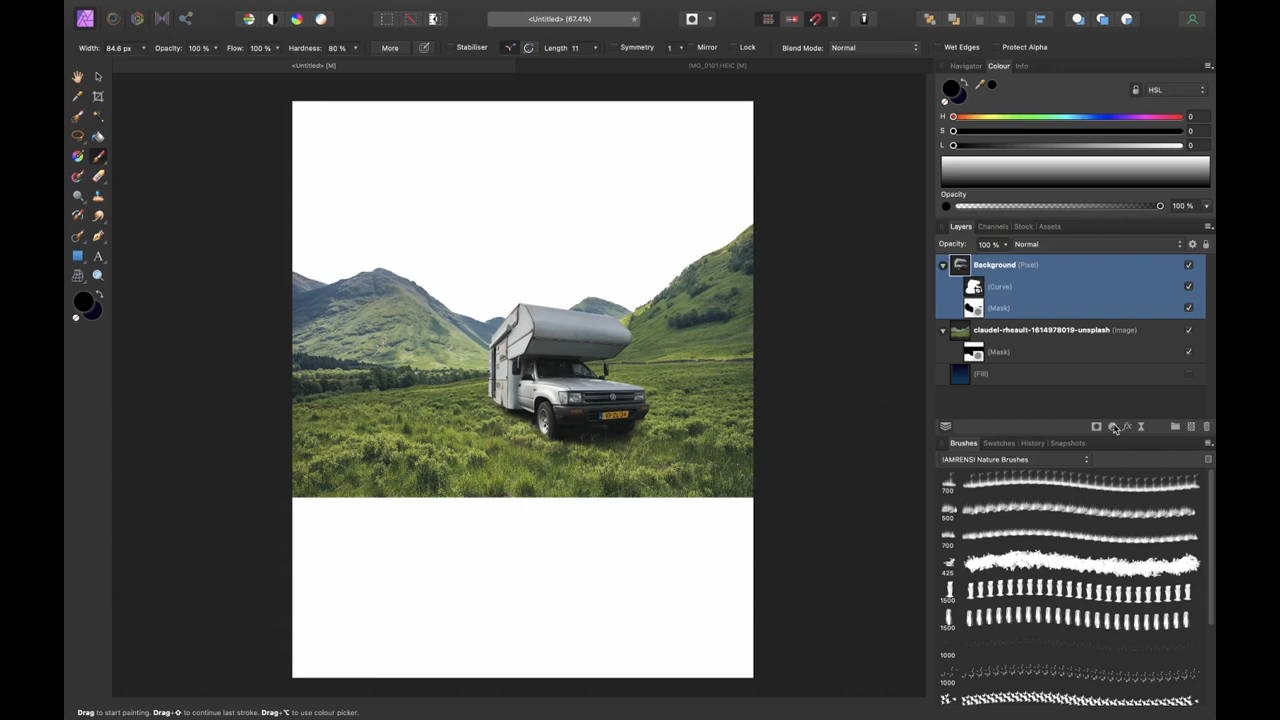 <Untitled> (67.4%)
Width: 84.6 px Opacity: 100 % Flow: 100 % Hardness: 80 % More Stabiliser Length 11 Symmetry 1 Mirror Lock Blend Mode: Normal Wet Edges Protect Alpha
<Untitled> [M] IMG_0101.HEIC [M]
Navigator Colour Info
HSL
H 0
S 0
L 0
Opacity
100 %
Layers Channels Stock Assets
Opacity: 100 % Normal
Background (Pixel)
(Curve)
(Mask)
claudel-rheault-1614978019-unsplash (Image)
(Mask)
(Fill)
fx
Brushes Swatches History Snapshots
IAMRENSI Nature Brushes
700
500
700
425
1500
1500
1000
1000
Drag to start painting. Drag+⇧ to continue last stroke. Drag+⌥ to use colour picker.